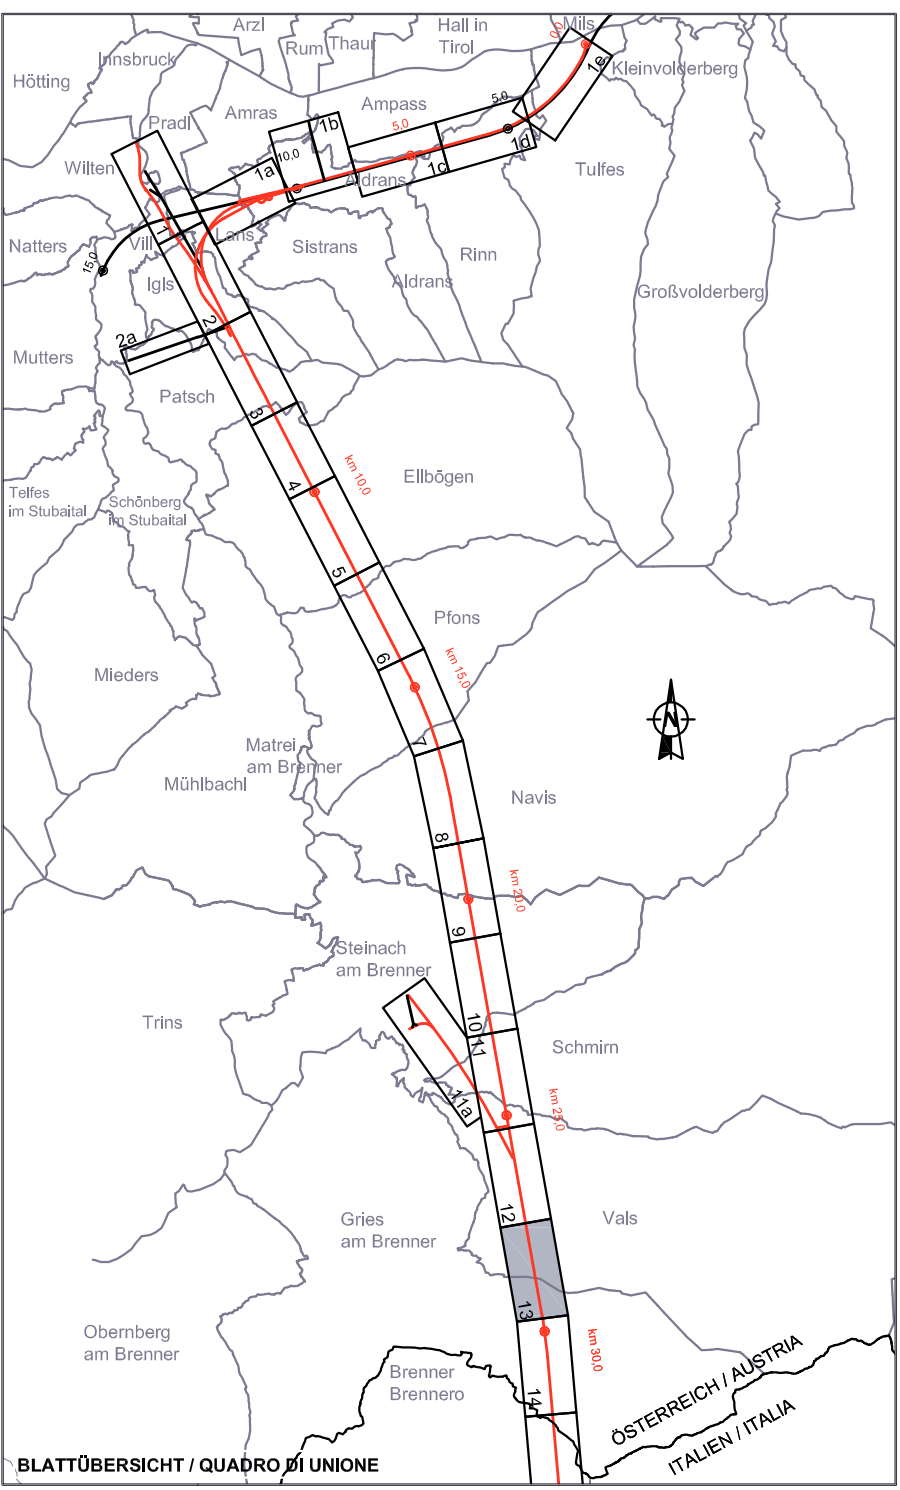 Arzl
Hall in
Tirol
Mils
0,0
Rum
Thaur
Innsbruck
Hötting
1e
Kleinvolderberg
Amras
Ampass
5,0
5,0
Pradl
1b
1d
Wilten
1a
10,0
1c
Aldrans
Tulfes
1
Vill
Lans
Natters
Sistrans
Rinn
15,0
Igls
Aldrans
Großvolderberg
2
2a
Mutters
Patsch
3
Ellbögen
km 10,0
4
Telfes
im Stubaital
Schönberg
im Stubaital
5
Pfons
6
km 15,0
Mieders
N
7
Matrei
am Brenner
Mühlbachl
Navis
8
km 20,0
9
Steinach
am Brenner
Trins
10
11
Schmirn
11a
km 25,0
12
Gries
am Brenner
Vals
13
Obernberg
am Brenner
km 30,0
Brenner
Brennero
14
ÖSTERREICH / AUSTRIA
ITALIEN / ITALIA
BLATTÜBERSICHT / QUADRO DI UNIONE